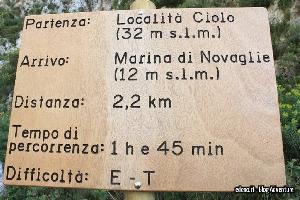 Partenza: Località Ciolo
(32 m s.l.m.)
Arrivo: Marina di Novaglie
(12 m s.l.m.)
Distanza: 2,2 km
Tempo di
percorrenza: 1 h e 45 min
Difficoltà: E - T